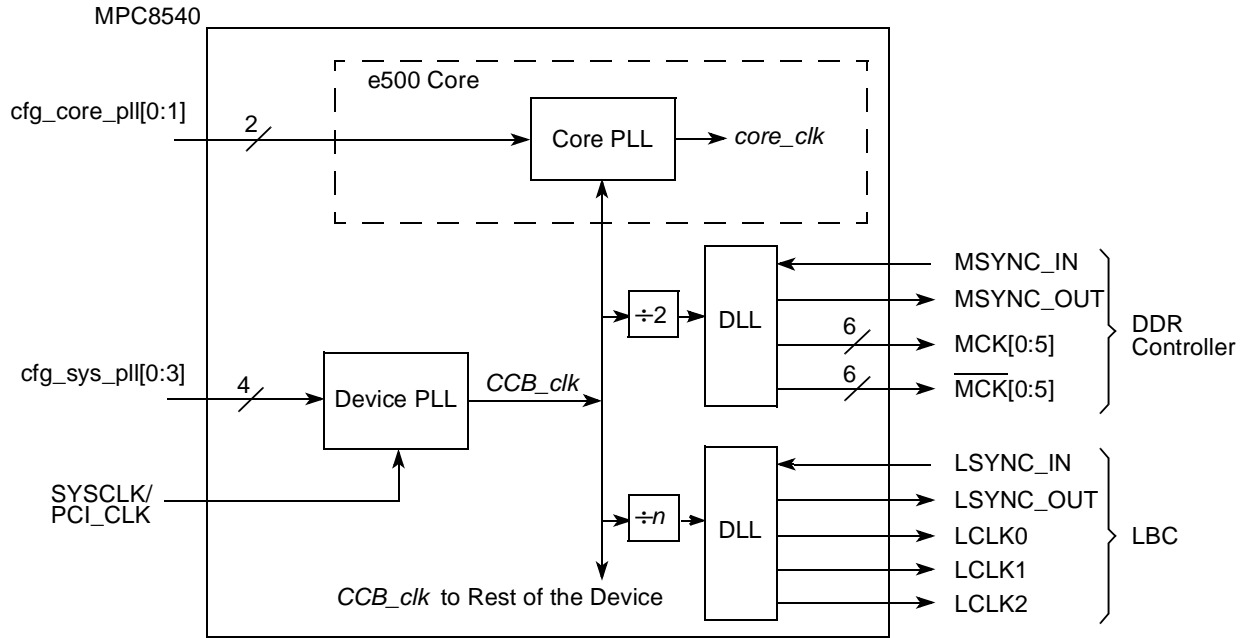 MPC8540
e500 Core
cfg_core_pll[0:1]
2
Core PLL
core_clk
MSYNC_IN
MSYNC_OUT
÷2
DLL
6
MCK[0:5]
DDR
Controller
cfg_sys_pll[0:3]
4
Device PLL
CCB_clk
6
M̅C̅K̅[0:5]
LSYNC_IN
SYSCLK/
PCI_CLK
LSYNC_OUT
÷n
DLL
LCLK0
LBC
LCLK1
CCB_clk to Rest of the Device
LCLK2